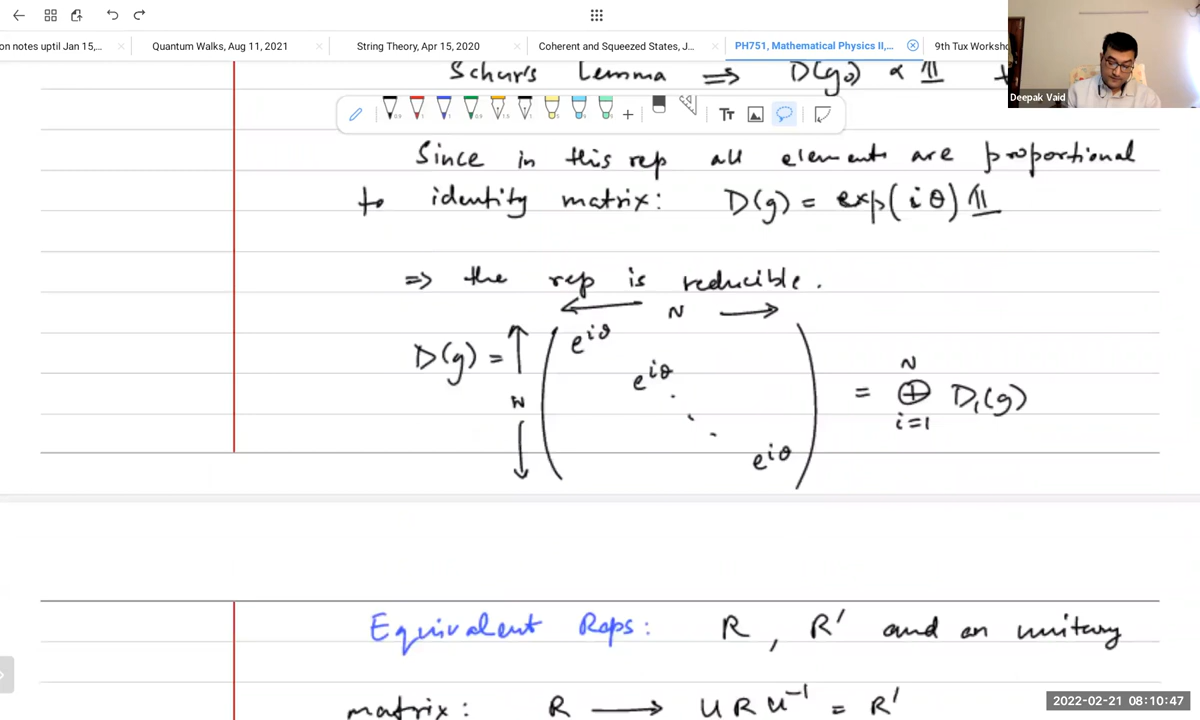 on notes uptil Jan 15,...
Quantum Walks, Aug 11, 2021
String Theory, Apr 15, 2020
Coherent and Squeezed States, J...
PH751, Mathematical Physics II,...
9th Tux Worksho
Deepak Vaid
Schur's Lemma ⟹ D(g₀) ∝ 𝟙
Tт
Since in this rep all elements are proportional
to identity matrix: D(g) = exp(iθ) 𝟙
⇒ the rep is reducible.
N
D(g) = N ( e^{iθ} e^{iθ} ⋱ e^{iθ} ) = ⊕_{i=1}^{N} D₁(g)
Equivalent Reps: R, R' and an unitary
matrix: R ⟶ U R U⁻¹ = R'
2022-02-21 08:10:47